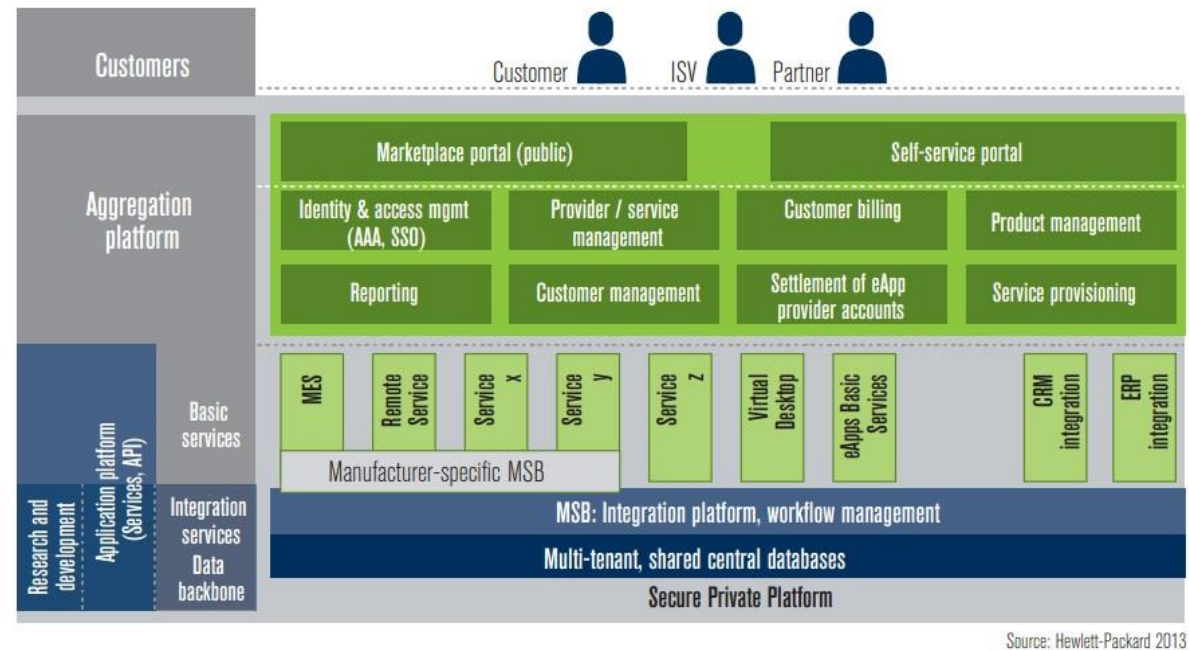 Customers
Customer
ISV
Partner
Aggregation
platform
Marketplace portal (public)
Self-service portal
Identity & access mgmt
(AAA, SSO)
Provider / service
management
Customer billing
Product management
Reporting
Customer management
Settlement of eApp
provider accounts
Service provisioning
Research and
development
Application platform
(Services, API)
Basic
services
MES
Remote
Service
Service
x
Service
y
Service
z
Virtual
Desktop
eApps Basic
Services
CRM
integration
ERP
integration
Manufacturer-specific MSB
Integration
services
Data
backbone
MSB: Integration platform, workflow management
Multi-tenant, shared central databases
Secure Private Platform
Source: Hewlett-Packard 2013